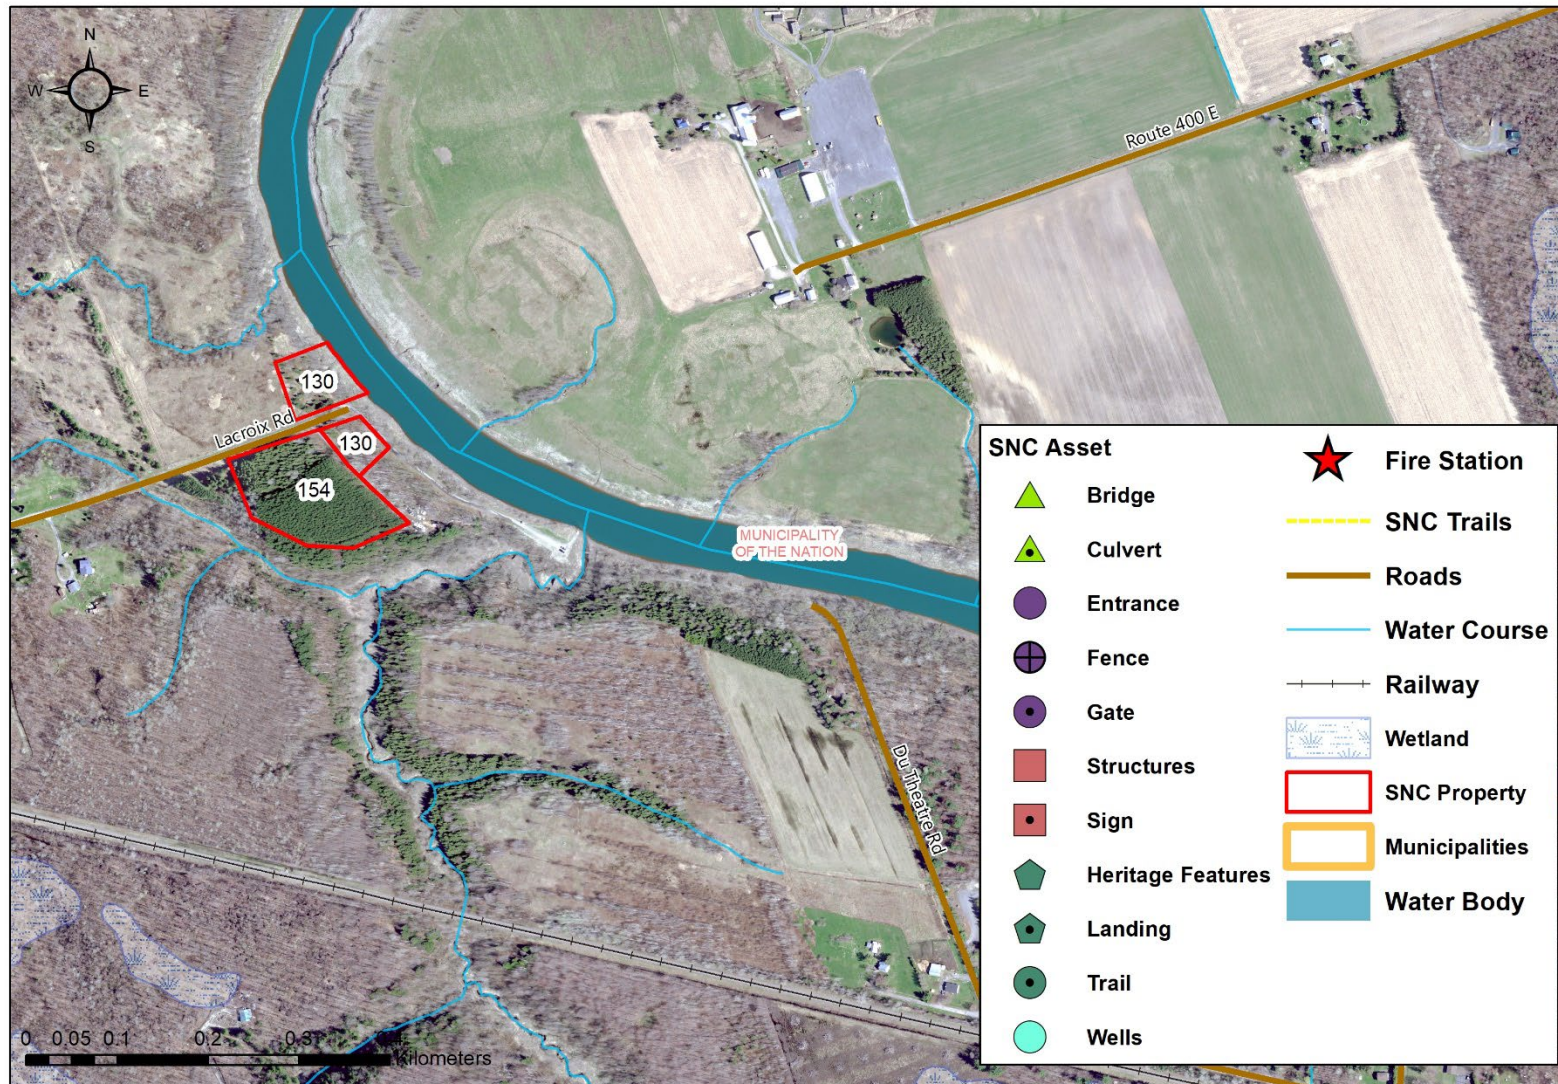 N
W
E
S
Route 400 E
130
Lacroix Rd
130
154
MUNICIPALITY
OF THE NATION
Du Theatre Rd
0 0.05 0.1 0.2 0.3 0.4
Kilometers
SNC Asset
Bridge
Culvert
Entrance
Fence
Gate
Structures
Sign
Heritage Features
Landing
Trail
Wells
Fire Station
SNC Trails
Roads
Water Course
Railway
Wetland
SNC Property
Municipalities
Water Body